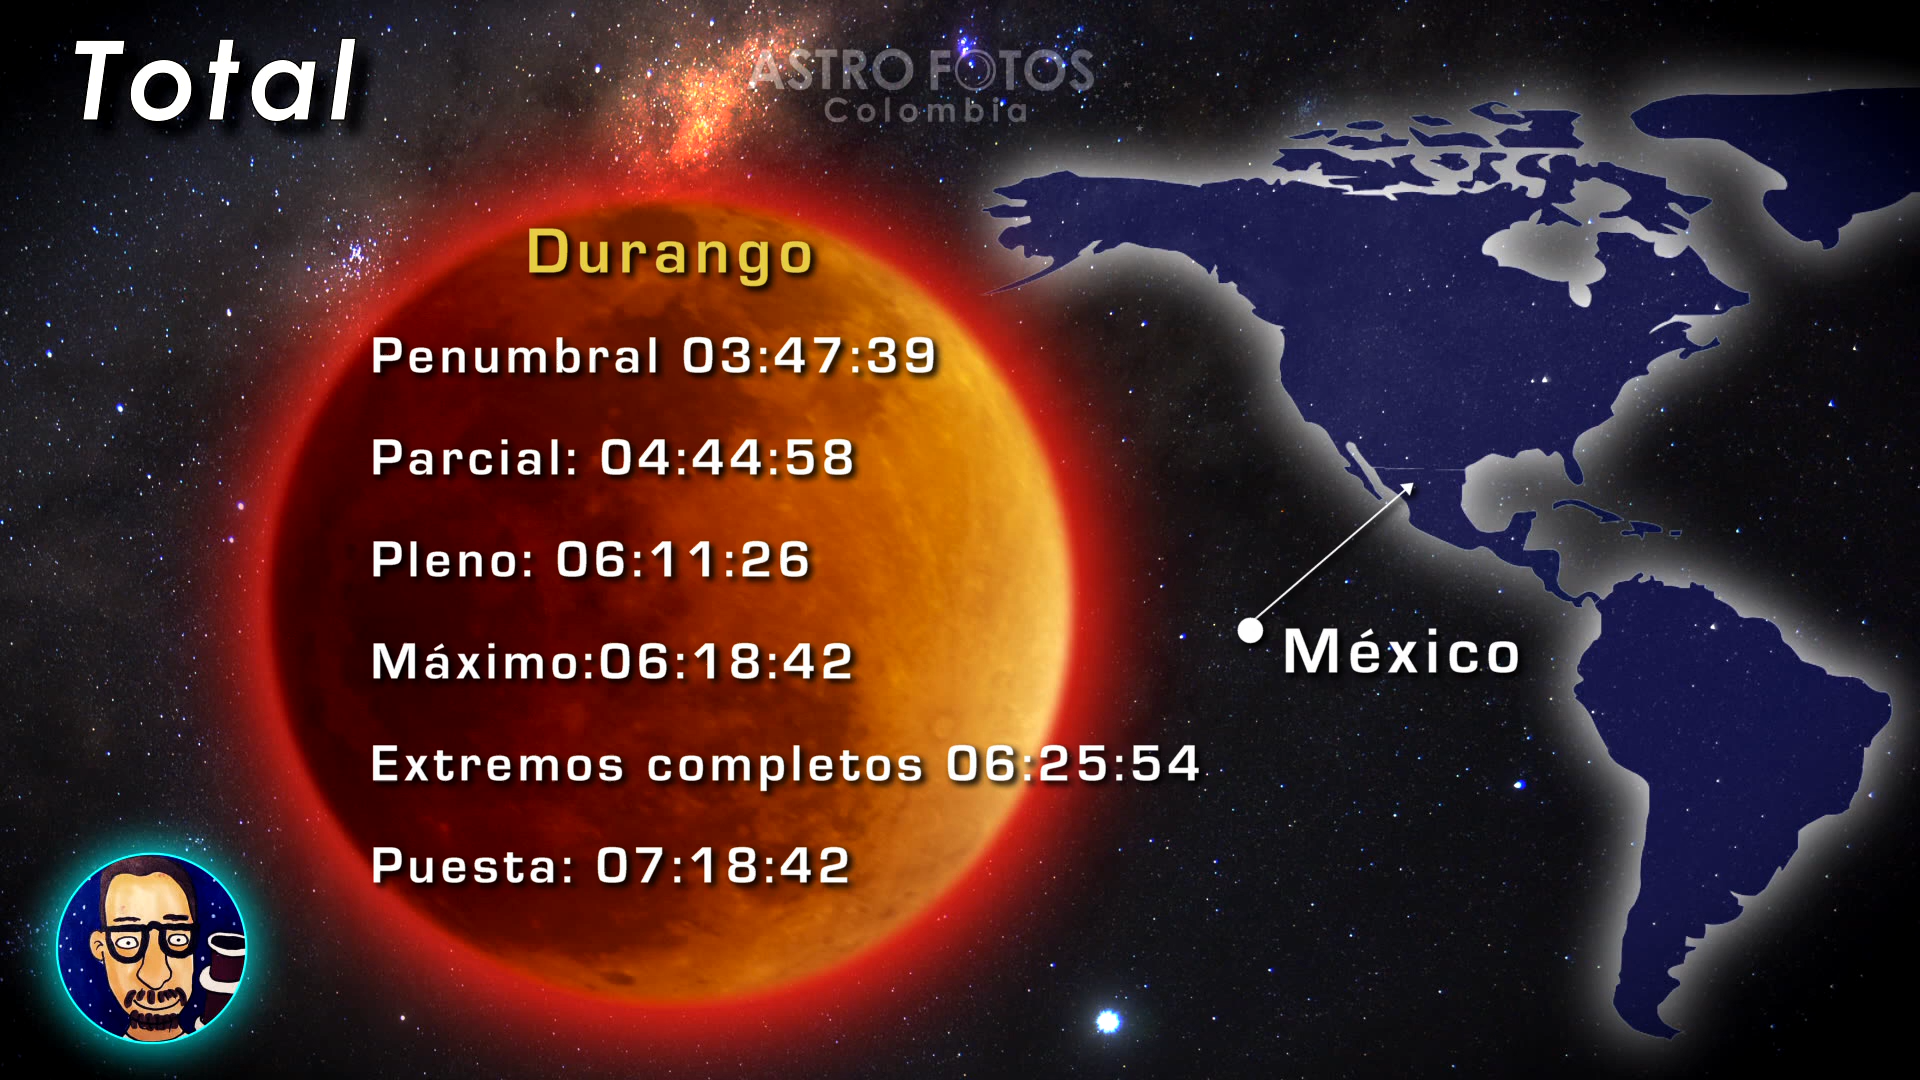 Total
ASTRO FOTOS
Colombia
Durango
Penumbral 03:47:39
Parcial: 04:44:58
Pleno: 06:11:26
Máximo:06:18:42
Extremos completos 06:25:54
Puesta: 07:18:42
México